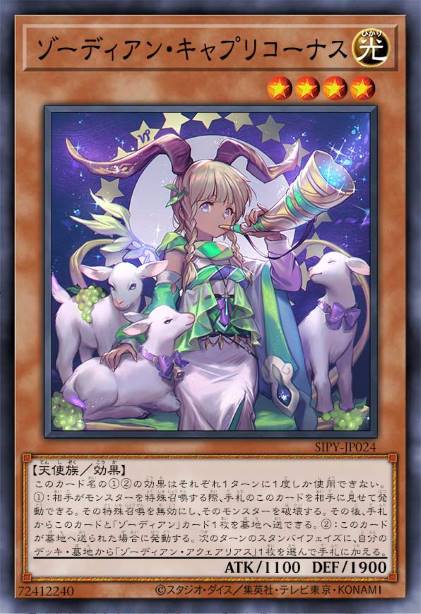 ゾーディアン・キャプリコーナス
光
SIPY-JP024
【天使族／効果】
このカード名の①②の効果はそれぞれ1ターンに1度しか使用できない。
①：相手がモンスターを特殊召喚する際、手札のこのカードを相手に見せて発
動できる。その特殊召喚を無効にし、そのモンスターを破壊する。その後、手札
からこのカードと「ゾーディアン」カード1枚を墓地へ送る。②：このカード
が墓地へ送られた場合に発動する。次のターンのスタンバイフェイズに、自分の
デッキ・墓地から「ゾーディアン・アクェアリアス」1枚を選んで手札に加える。
ATK/1100 DEF/1900
72412240
©スタジオ・ダイス／集英社・テレビ東京・KONAMI